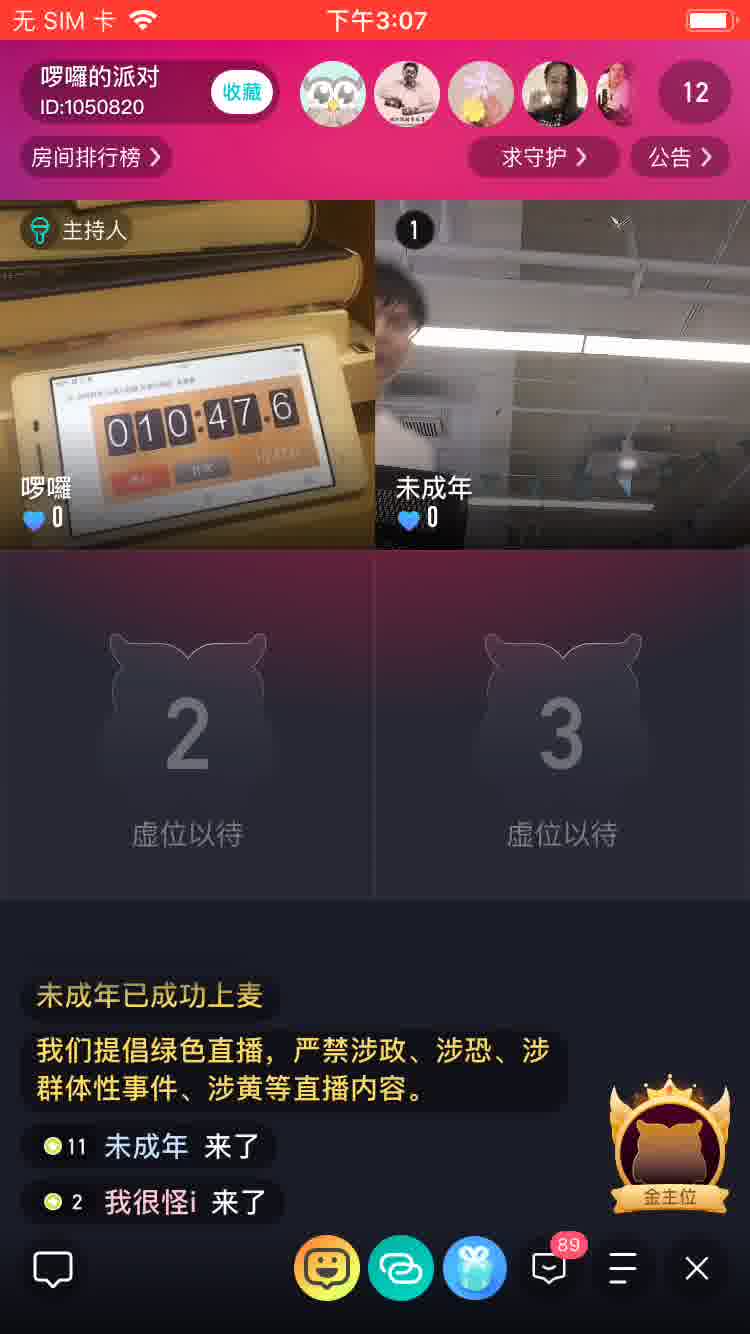 无 SIM 卡
下午3:07
啰囉的派对
ID:1050820
收藏
12
房间排行榜
求守护
公告
主持人
1
010:47.6
啰囉
0
未成年
0
2
3
虚位以待
虚位以待
未成年已成功上麦
我们提倡绿色直播，严禁涉政、涉恐、涉
群体性事件、涉黄等直播内容。
11 未成年 来了
2 我很怪i 来了
金主位
89